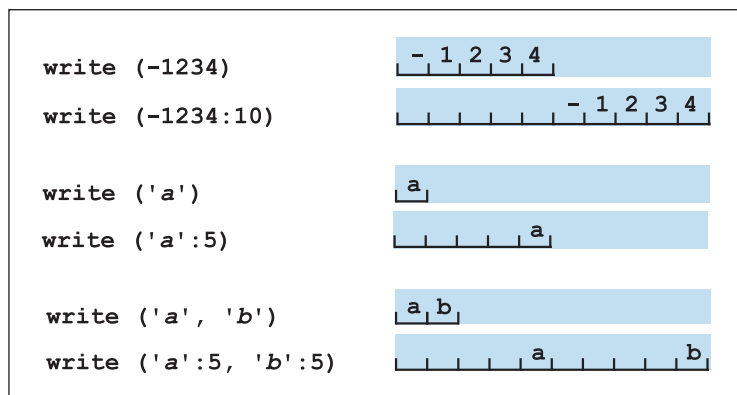 write (-1234) - 1 2 3 4
write (-1234:10) - 1 2 3 4
write ('a') a
write ('a':5) a
write ('a', 'b') a b
write ('a':5, 'b':5) a b